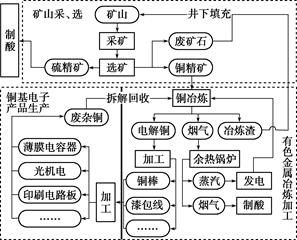 矿山采、选
矿山
井下填充
制酸
采矿
废矿石
硫精矿
选矿
铜精矿
铜基电子
产品生产
拆解回收
铜冶炼
废杂铜
电解铜
烟气
冶炼渣
薄膜电容器
加工
余热锅炉
光机电
加工
铜棒
蒸汽
发电
印刷电路板
漆包线
烟气
制酸
……
……
有色金属冶炼加工